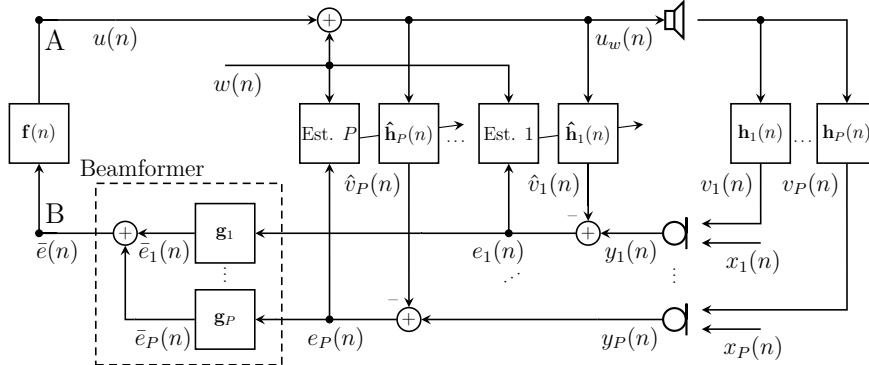 A
u(n)
+
u_w(n)
w(n)
f(n)
Est. P
ĥ_P(n)
...
Est. 1
ĥ_1(n)
h_1(n)
...
h_P(n)
Beamformer
v̂_P(n)
v̂_1(n)
v_1(n)
v_P(n)
B
g_1
−
ē(n)
+
ē_1(n)
e_1(n)
+
y_1(n)
x_1(n)
...
...
...
g_P
−
ē_P(n)
e_P(n)
+
y_P(n)
x_P(n)